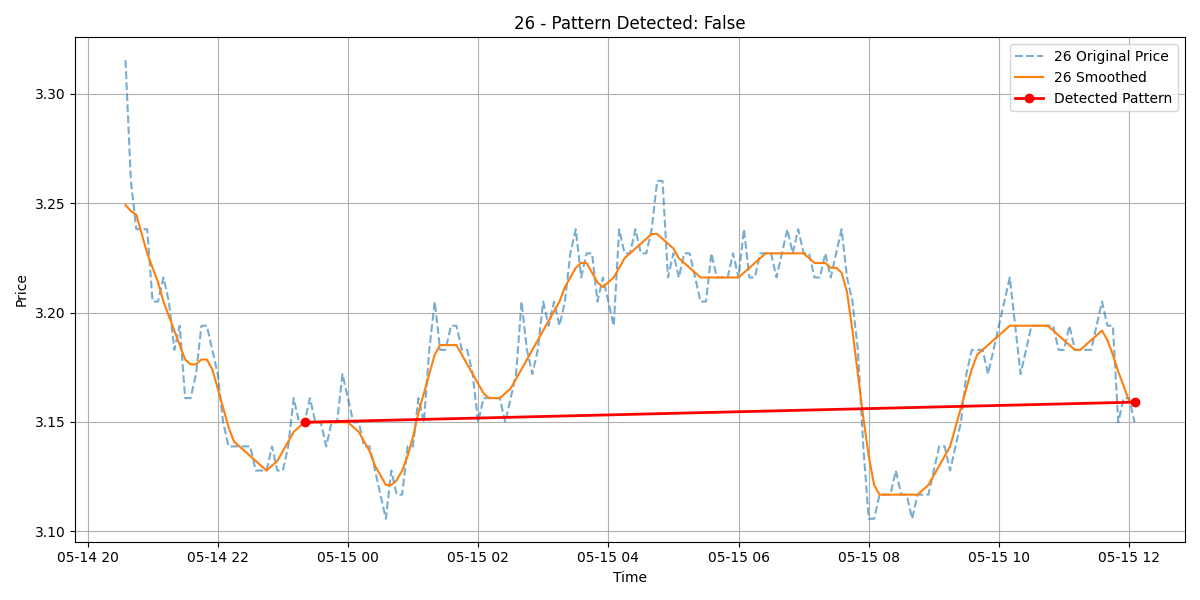 26 - Pattern Detected: False
26 Original Price
26 Smoothed
Detected Pattern
Price
3.30
3.25
3.20
3.15
3.10
05-14 20
05-14 22
05-15 00
05-15 02
05-15 04
05-15 06
05-15 08
05-15 10
05-15 12
Time